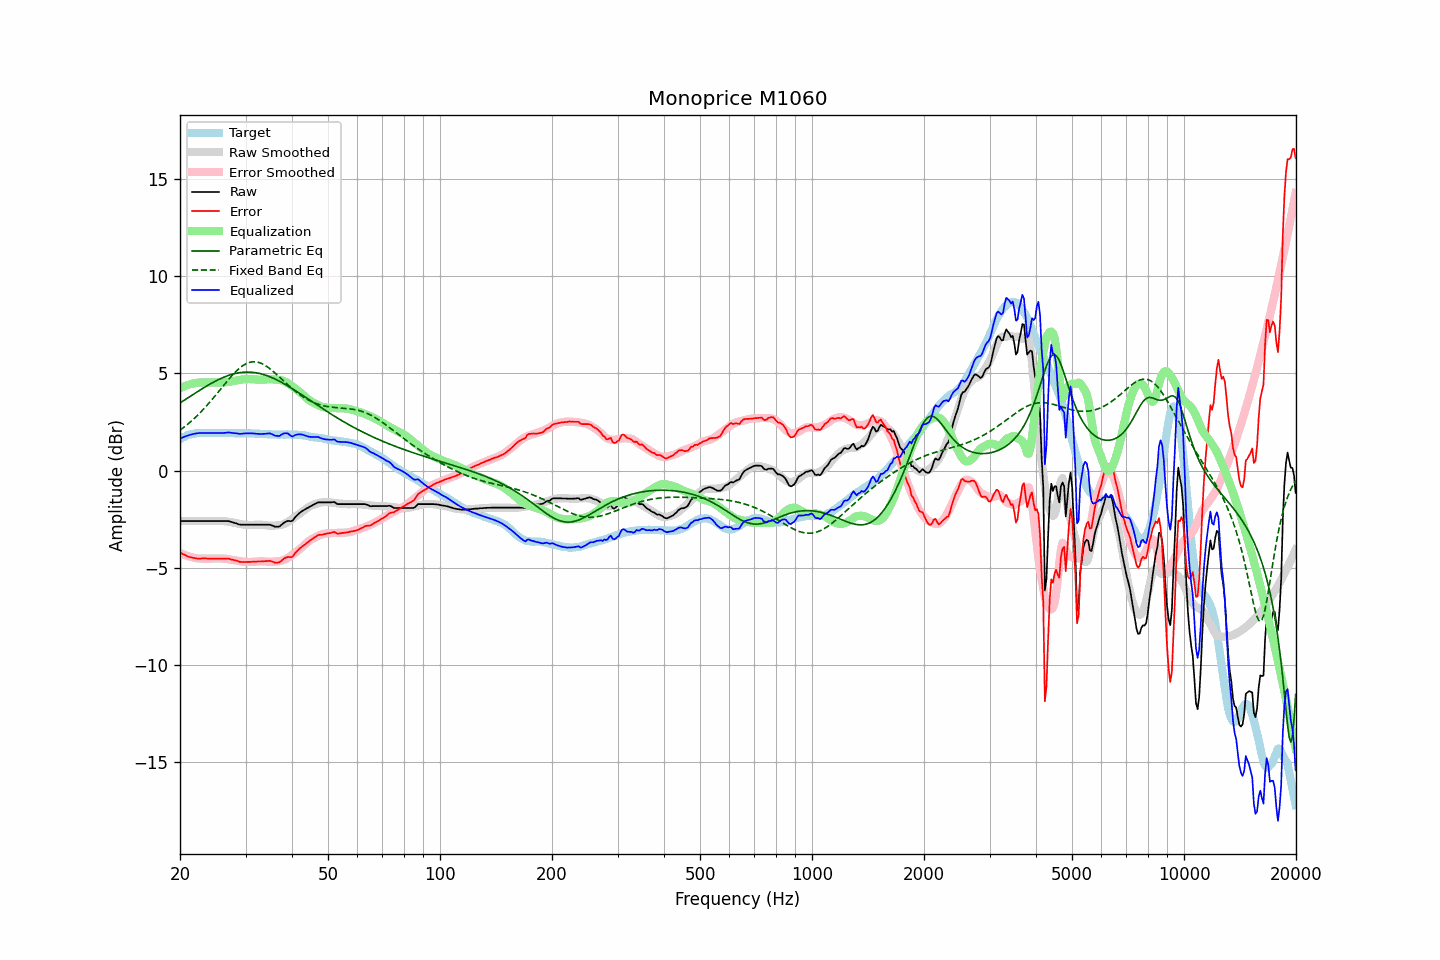 Monoprice M1060
Target
Raw Smoothed
Error Smoothed
Raw
Error
Equalization
Parametric Eq
Fixed Band Eq
Equalized
Amplitude (dBr)
15
10
5
0
−5
−10
−15
20 50 100 200 500 1000 2000 5000 10000 20000
Frequency (Hz)